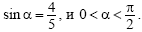 sin α = 4/5, и 0 < α < π/2.